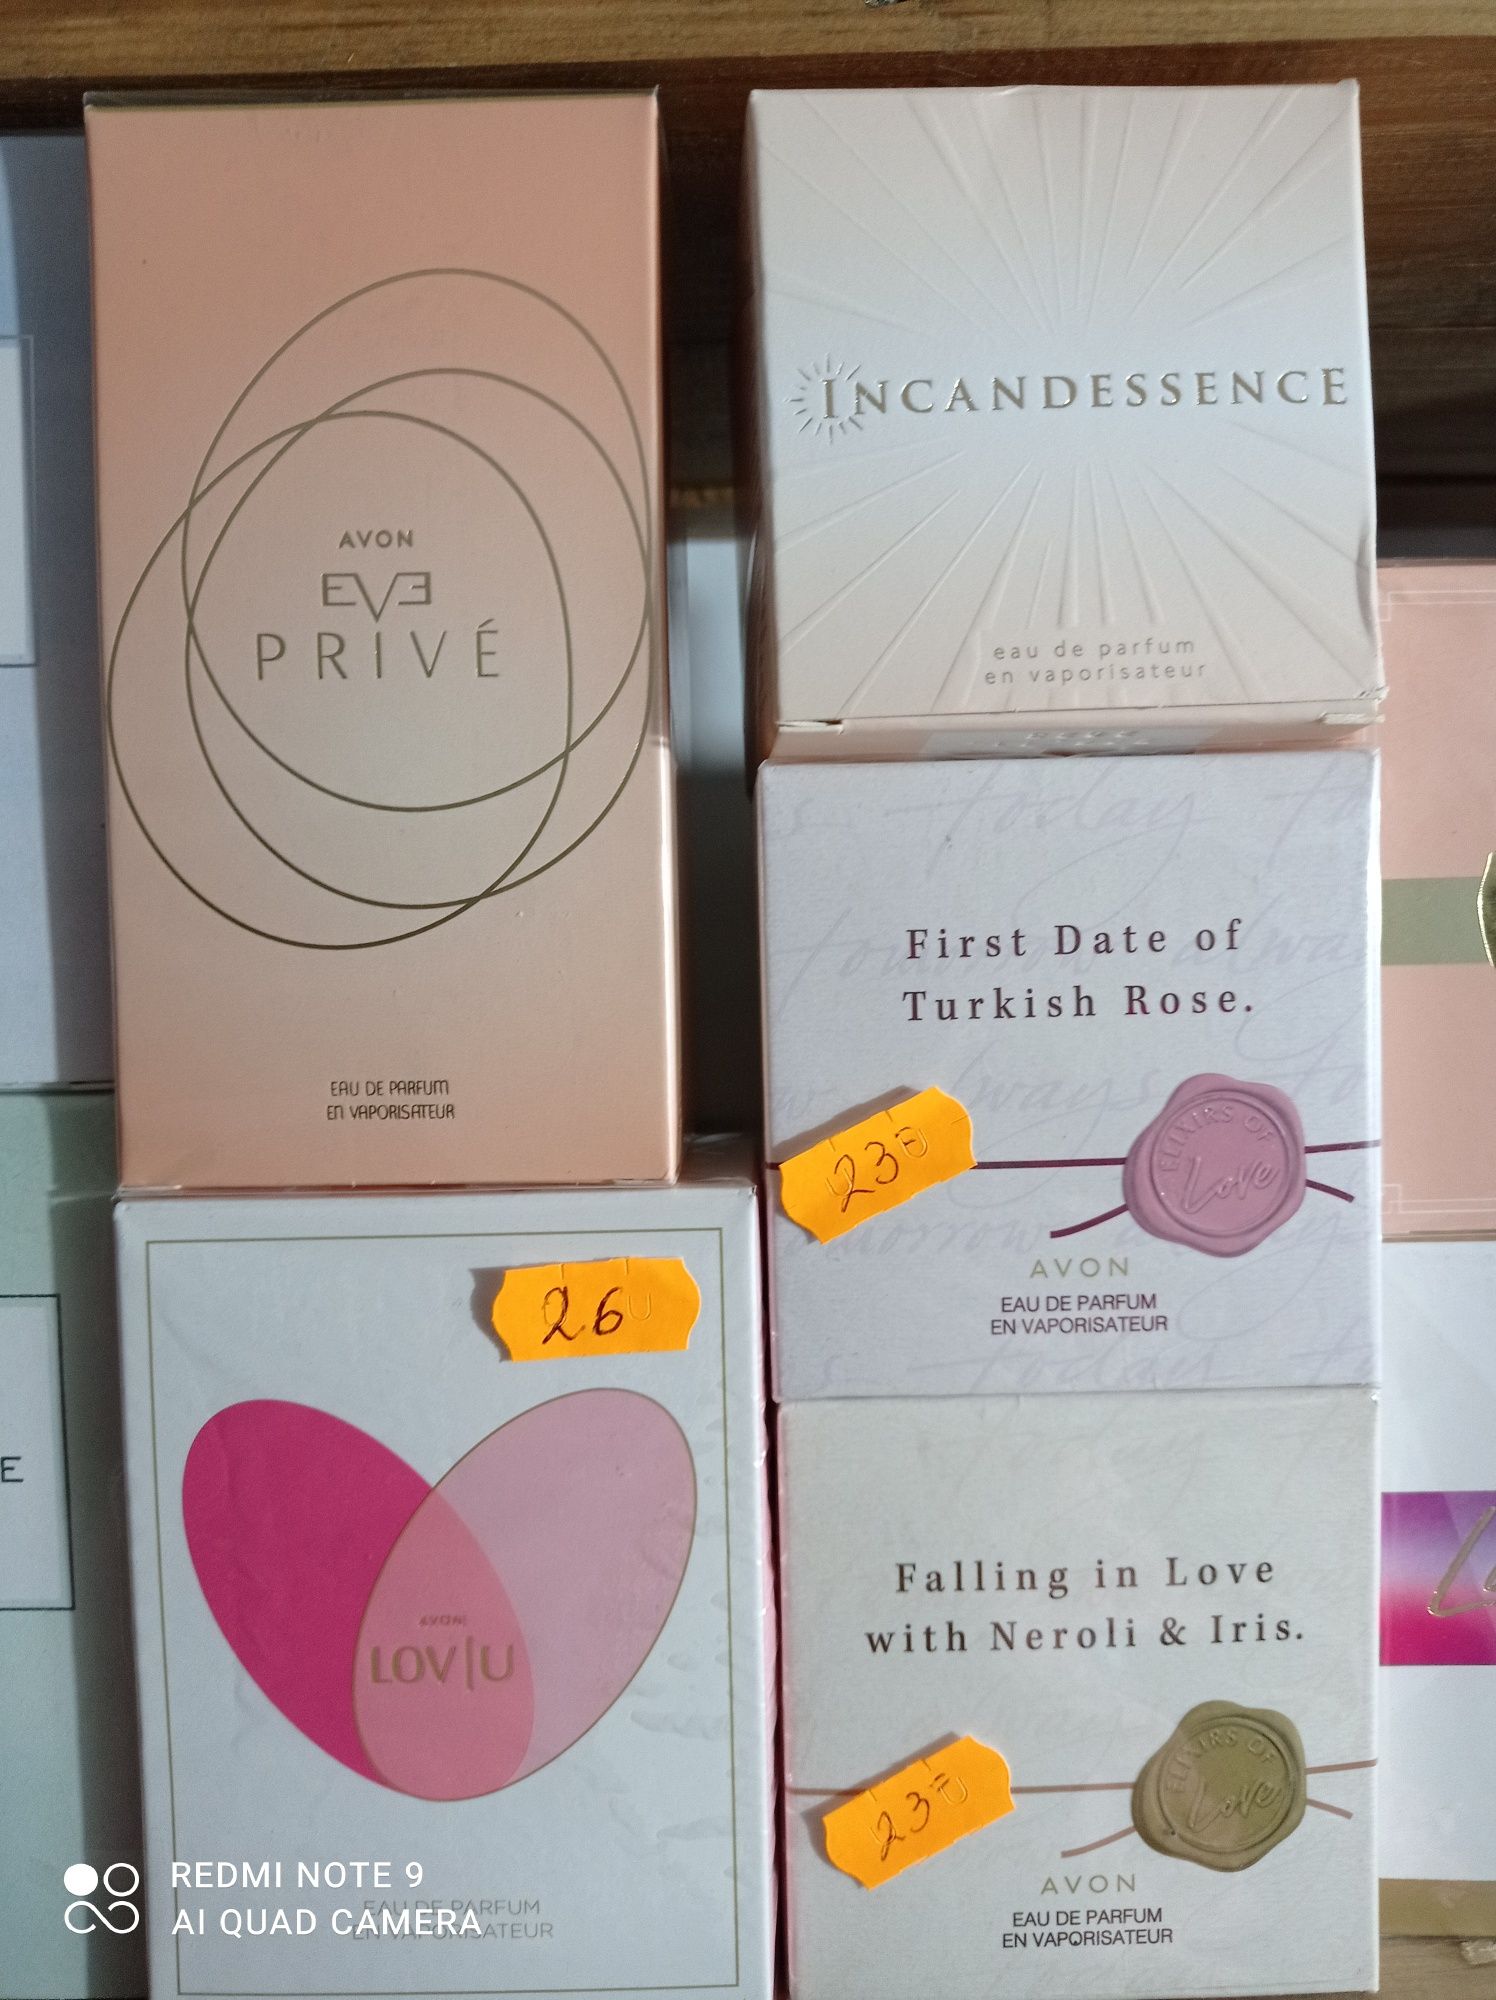 AVON
EVE
PRIVÉ
EAU DE PARFUM
EN VAPORISATEUR
INCANDESSENCE
eau de parfum
en vaporisateur
First Date of
Turkish Rose.
23
ELIXIRS OF
Love
AVON
EAU DE PARFUM
EN VAPORISATEUR
26
AVON
LOV|U
EAU DE PARFUM
EN VAPORISATEUR
Falling in Love
with Neroli & Iris.
23
ELIXIRS OF
Love
AVON
EAU DE PARFUM
EN VAPORISATEUR
E
REDMI NOTE 9
AI QUAD CAMERA